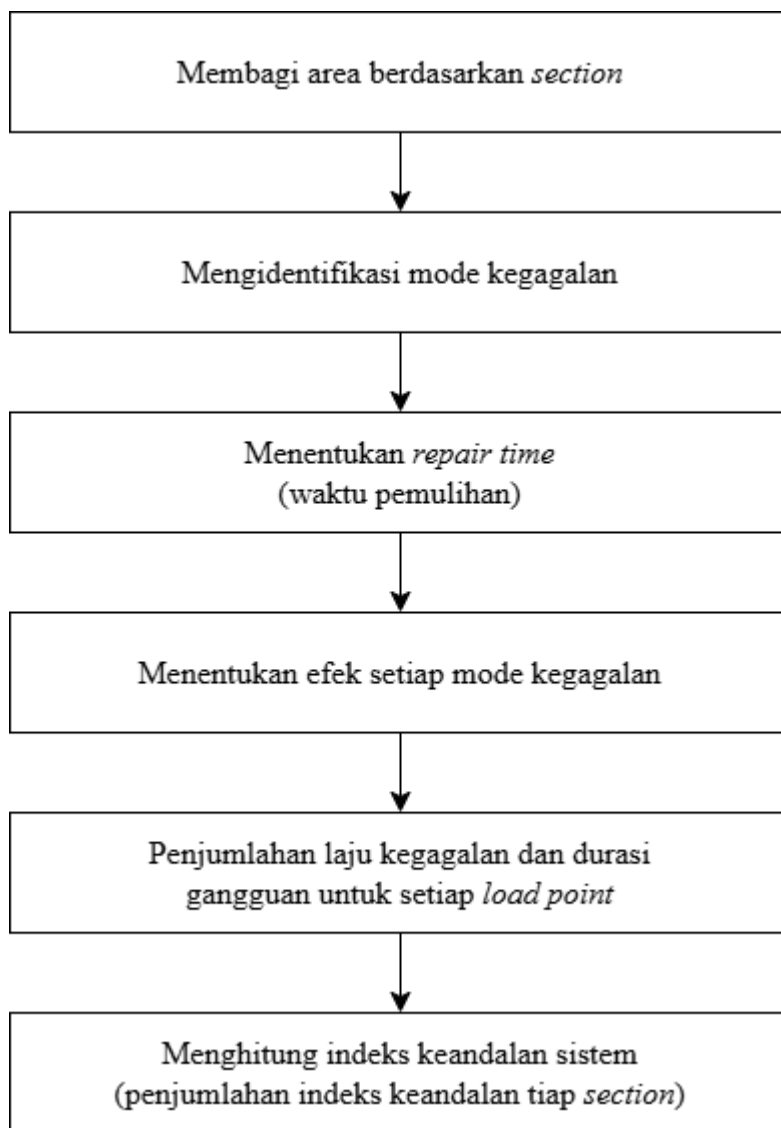 Membagi area berdasarkan section
Mengidentifikasi mode kegagalan
Menentukan repair time
(waktu pemulihan)
Menentukan efek setiap mode kegagalan
Penjumlahan laju kegagalan dan durasi
gangguan untuk setiap load point
Menghitung indeks keandalan sistem
(penjumlahan indeks keandalan tiap section)